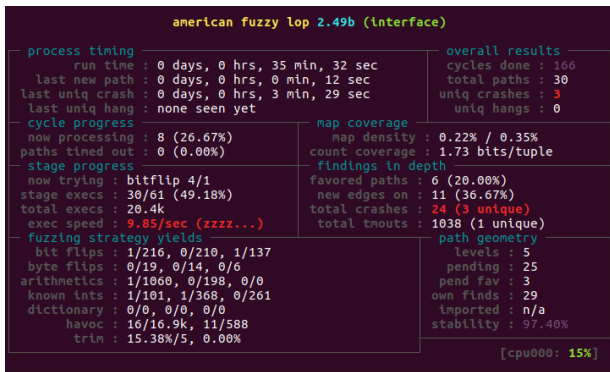 american fuzzy lop 2.49b (interface)
process timing overall results
run time : 0 days, 0 hrs, 35 min, 32 sec cycles done : 166
last new path : 0 days, 0 hrs, 0 min, 12 sec total paths : 30
last uniq crash : 0 days, 0 hrs, 3 min, 29 sec uniq crashes : 3
last uniq hang : none seen yet uniq hangs : 0
cycle progress map coverage
now processing : 8 (26.67%) map density : 0.22% / 0.35%
paths timed out : 0 (0.00%) count coverage : 1.73 bits/tuple
stage progress findings in depth
now trying : bitflip 4/1 favored paths : 6 (20.00%)
stage execs : 30/61 (49.18%) new edges on : 11 (36.67%)
total execs : 20.4k total crashes : 24 (3 unique)
exec speed : 9.85/sec (zzzz...) total tmouts : 1038 (1 unique)
fuzzing strategy yields path geometry
bit flips : 1/216, 0/210, 1/137 levels : 5
byte flips : 0/19, 0/14, 0/6 pending : 25
arithmetics : 1/1060, 0/198, 0/0 pend fav : 3
known ints : 1/101, 1/368, 0/261 own finds : 29
dictionary : 0/0, 0/0, 0/0 imported : n/a
havoc : 16/16.9k, 11/588 stability : 97.40%
trim : 15.38%/5, 0.00%
[cpu000: 15%]